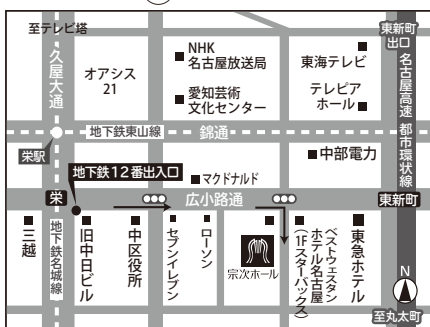 至テレビ塔
久屋大通
オアシス
21
NHK
名古屋放送局
愛知芸術
文化センター
東海テレビ
テレピア
ホール
東新町
出口
名古屋高速
都市環状線
地下鉄東山線
錦通
栄駅
中部電力
地下鉄12番出入口
マクドナルド
栄
広小路通
東新町
三越
地下鉄名城線
旧中日ビル
中区役所
セブンイレブン
ローソン
宗次ホール
ベストウェスタン
ホテル名古屋
(1Fスターバックス)
東急ホテル
N
至丸太町